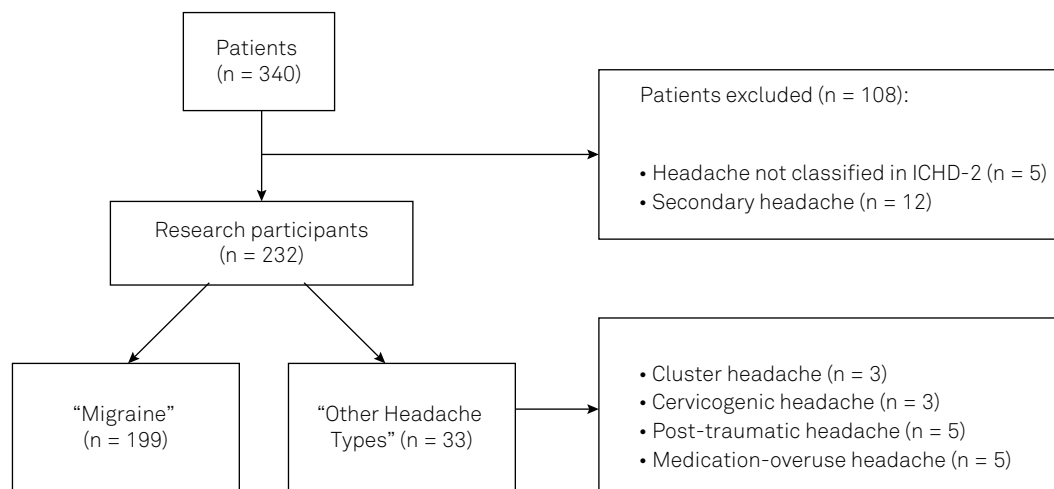 Patients
(n = 340)
Patients excluded (n = 108):
• Headache not classified in ICHD-2 (n = 5)
• Secondary headache (n = 12)
Research participants
(n = 232)
“Migraine”
(n = 199)
“Other Headache
Types” (n = 33)
• Cluster headache (n = 3)
• Cervicogenic headache (n = 3)
• Post-traumatic headache (n = 5)
• Medication-overuse headache (n = 5)